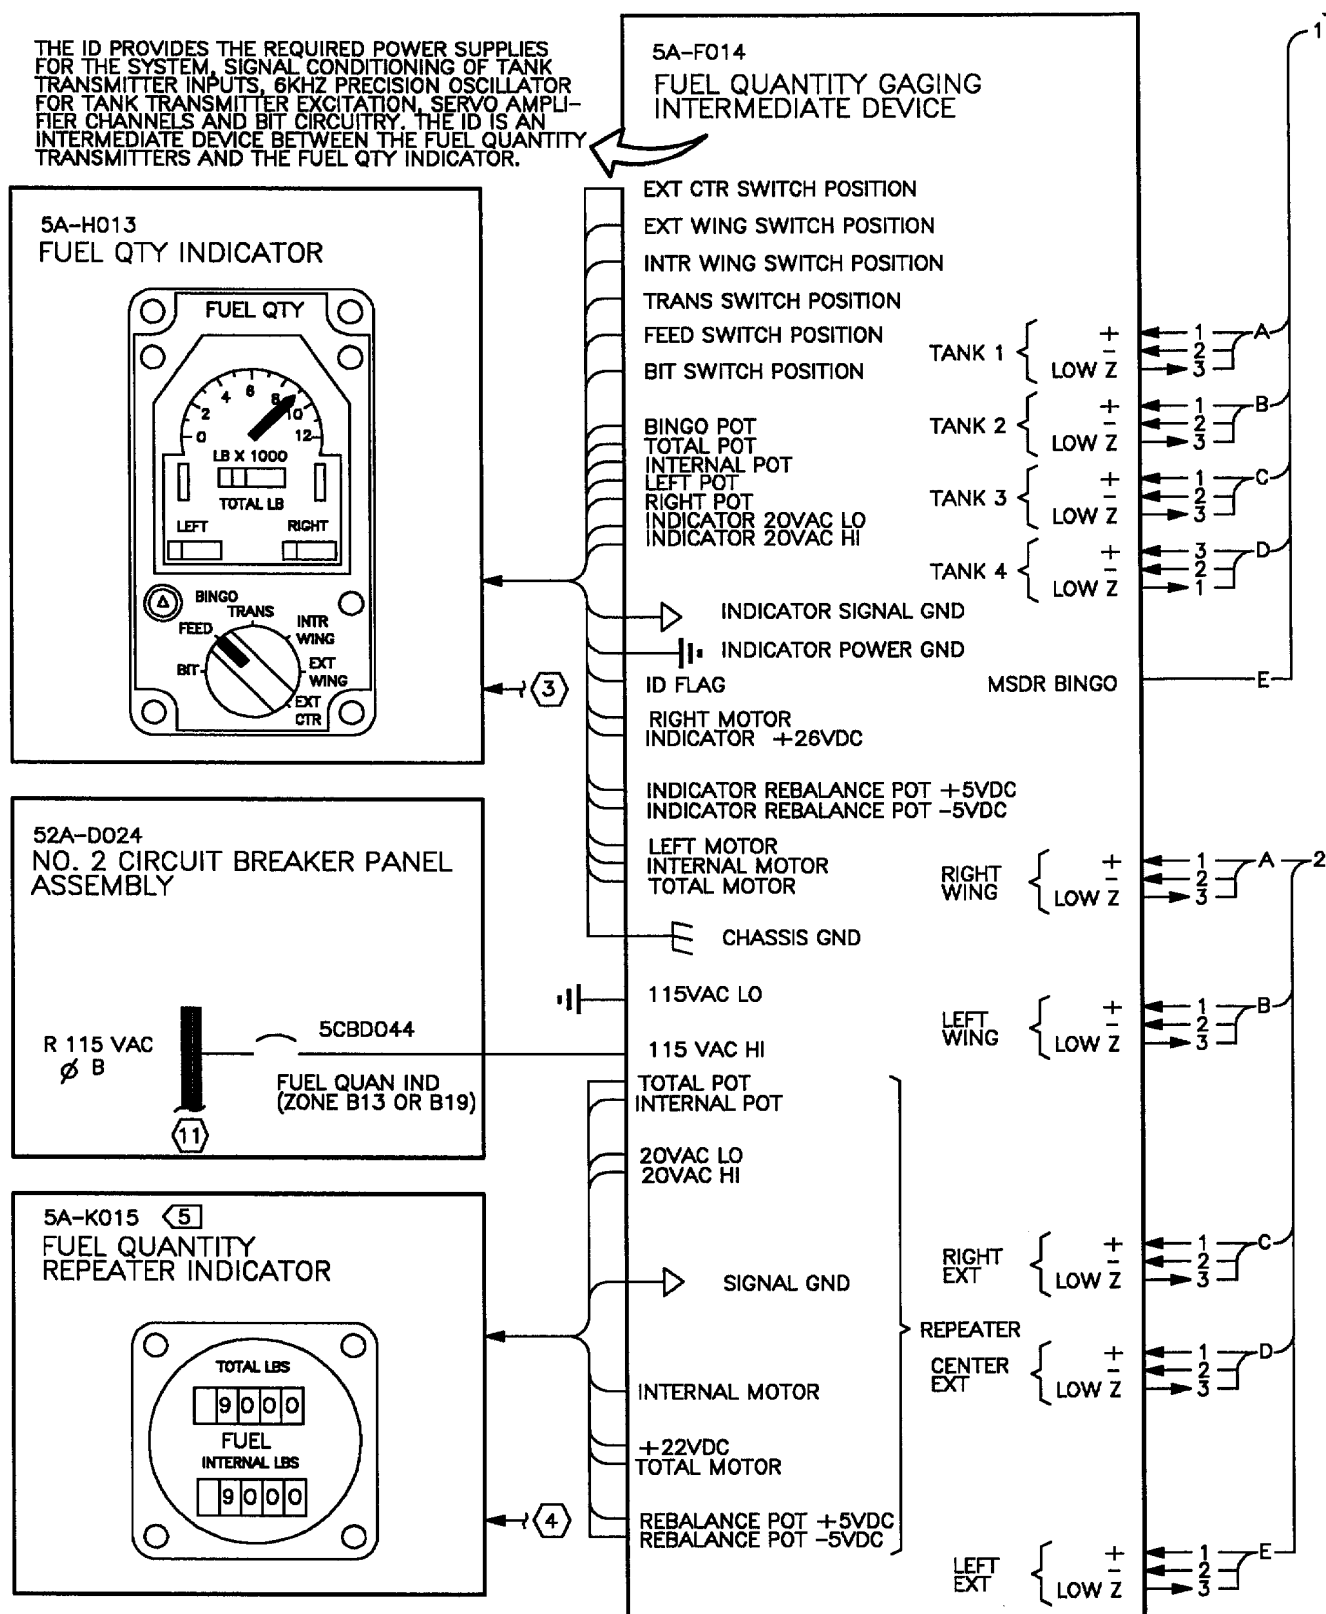 THE ID PROVIDES THE REQUIRED POWER SUPPLIES
FOR THE SYSTEM, SIGNAL CONDITIONING OF TANK
TRANSMITTER INPUTS, 6KHZ PRECISION OSCILLATOR
FOR TANK TRANSMITTER EXCITATION, SERVO AMPLI-
FIER CHANNELS AND BIT CIRCUITRY. THE ID IS AN
INTERMEDIATE DEVICE BETWEEN THE FUEL QUANTITY
TRANSMITTERS AND THE FUEL QTY INDICATOR.
5A-H013
FUEL QTY INDICATOR
FUEL QTY
0
2
4
6
8
10
12
LB X 1000
TOTAL LB
LEFT
RIGHT
BINGO
TRANS
FEED
INTR
WING
BIT
EXT
WING
EXT
CTR
3
52A-D024
NO. 2 CIRCUIT BREAKER PANEL
ASSEMBLY
R 115 VAC
Ø B
5CBD044
FUEL QUAN IND
(ZONE B13 OR B19)
11
5A-K015 5
FUEL QUANTITY
REPEATER INDICATOR
TOTAL LBS
9000
FUEL
INTERNAL LBS
9000
4
5A-F014
FUEL QUANTITY GAGING
INTERMEDIATE DEVICE
EXT CTR SWITCH POSITION
EXT WING SWITCH POSITION
INTR WING SWITCH POSITION
TRANS SWITCH POSITION
FEED SWITCH POSITION
BIT SWITCH POSITION
BINGO POT
TOTAL POT
INTERNAL POT
LEFT POT
RIGHT POT
INDICATOR 20VAC LO
INDICATOR 20VAC HI
INDICATOR SIGNAL GND
INDICATOR POWER GND
ID FLAG
RIGHT MOTOR
INDICATOR +26VDC
INDICATOR REBALANCE POT +5VDC
INDICATOR REBALANCE POT -5VDC
LEFT MOTOR
INTERNAL MOTOR
TOTAL MOTOR
CHASSIS GND
115VAC LO
115 VAC HI
TOTAL POT
INTERNAL POT
20VAC LO
20VAC HI
SIGNAL GND
REPEATER
INTERNAL MOTOR
+22VDC
TOTAL MOTOR
REBALANCE POT +5VDC
REBALANCE POT -5VDC
1
TANK 1
+ 1 A
- 2
LOW Z 3
TANK 2
+ 1 B
- 2
LOW Z 3
TANK 3
+ 1 C
- 2
LOW Z 3
TANK 4
+ 3 D
- 2
LOW Z 1
MSDR BINGO E
2
RIGHT
WING
+ 1 A
- 2
LOW Z 3
LEFT
WING
+ 1 B
- 2
LOW Z 3
RIGHT
EXT
+ 1 C
- 2
LOW Z 3
CENTER
EXT
+ 1 D
- 2
LOW Z 3
LEFT
EXT
+ 1 E
- 2
LOW Z 3